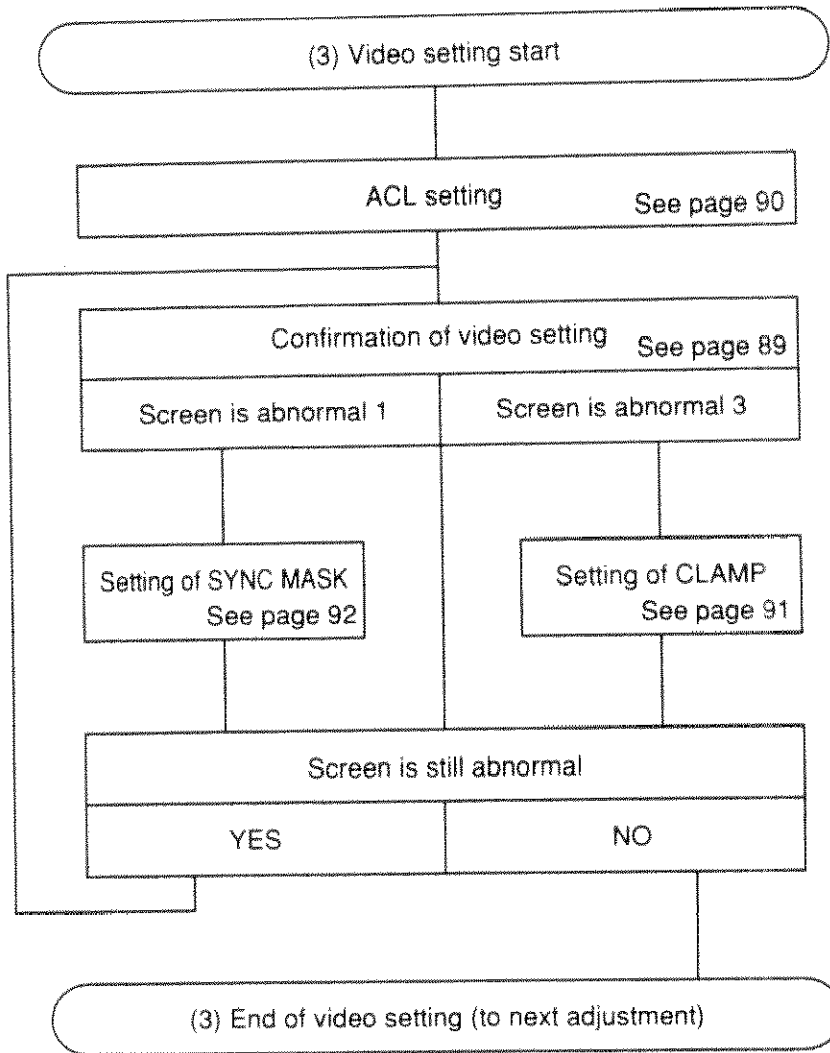 (3) Video setting start
ACL setting
See page 90
Confirmation of video setting
See page 89
Screen is abnormal 1
Screen is abnormal 3
Setting of SYNC MASK
See page 92
Setting of CLAMP
See page 91
Screen is still abnormal
YES
NO
(3) End of video setting (to next adjustment)